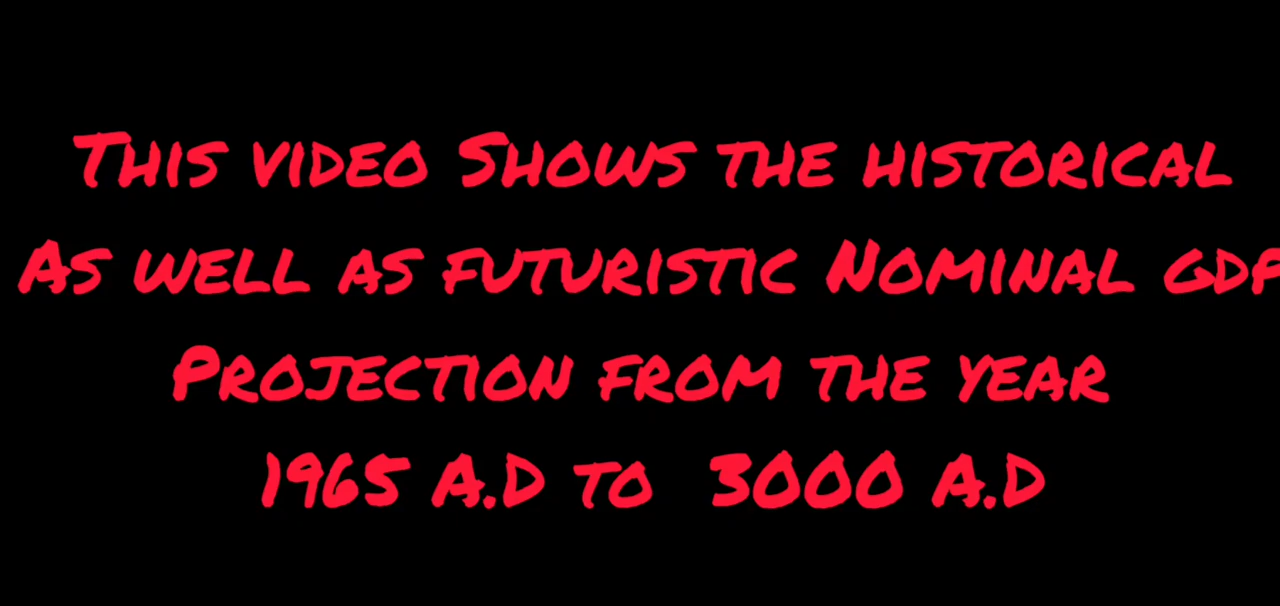 This video Shows the historical
As well as futuristic Nominal gdp
Projection from the year
1965 A.D to 3000 A.D